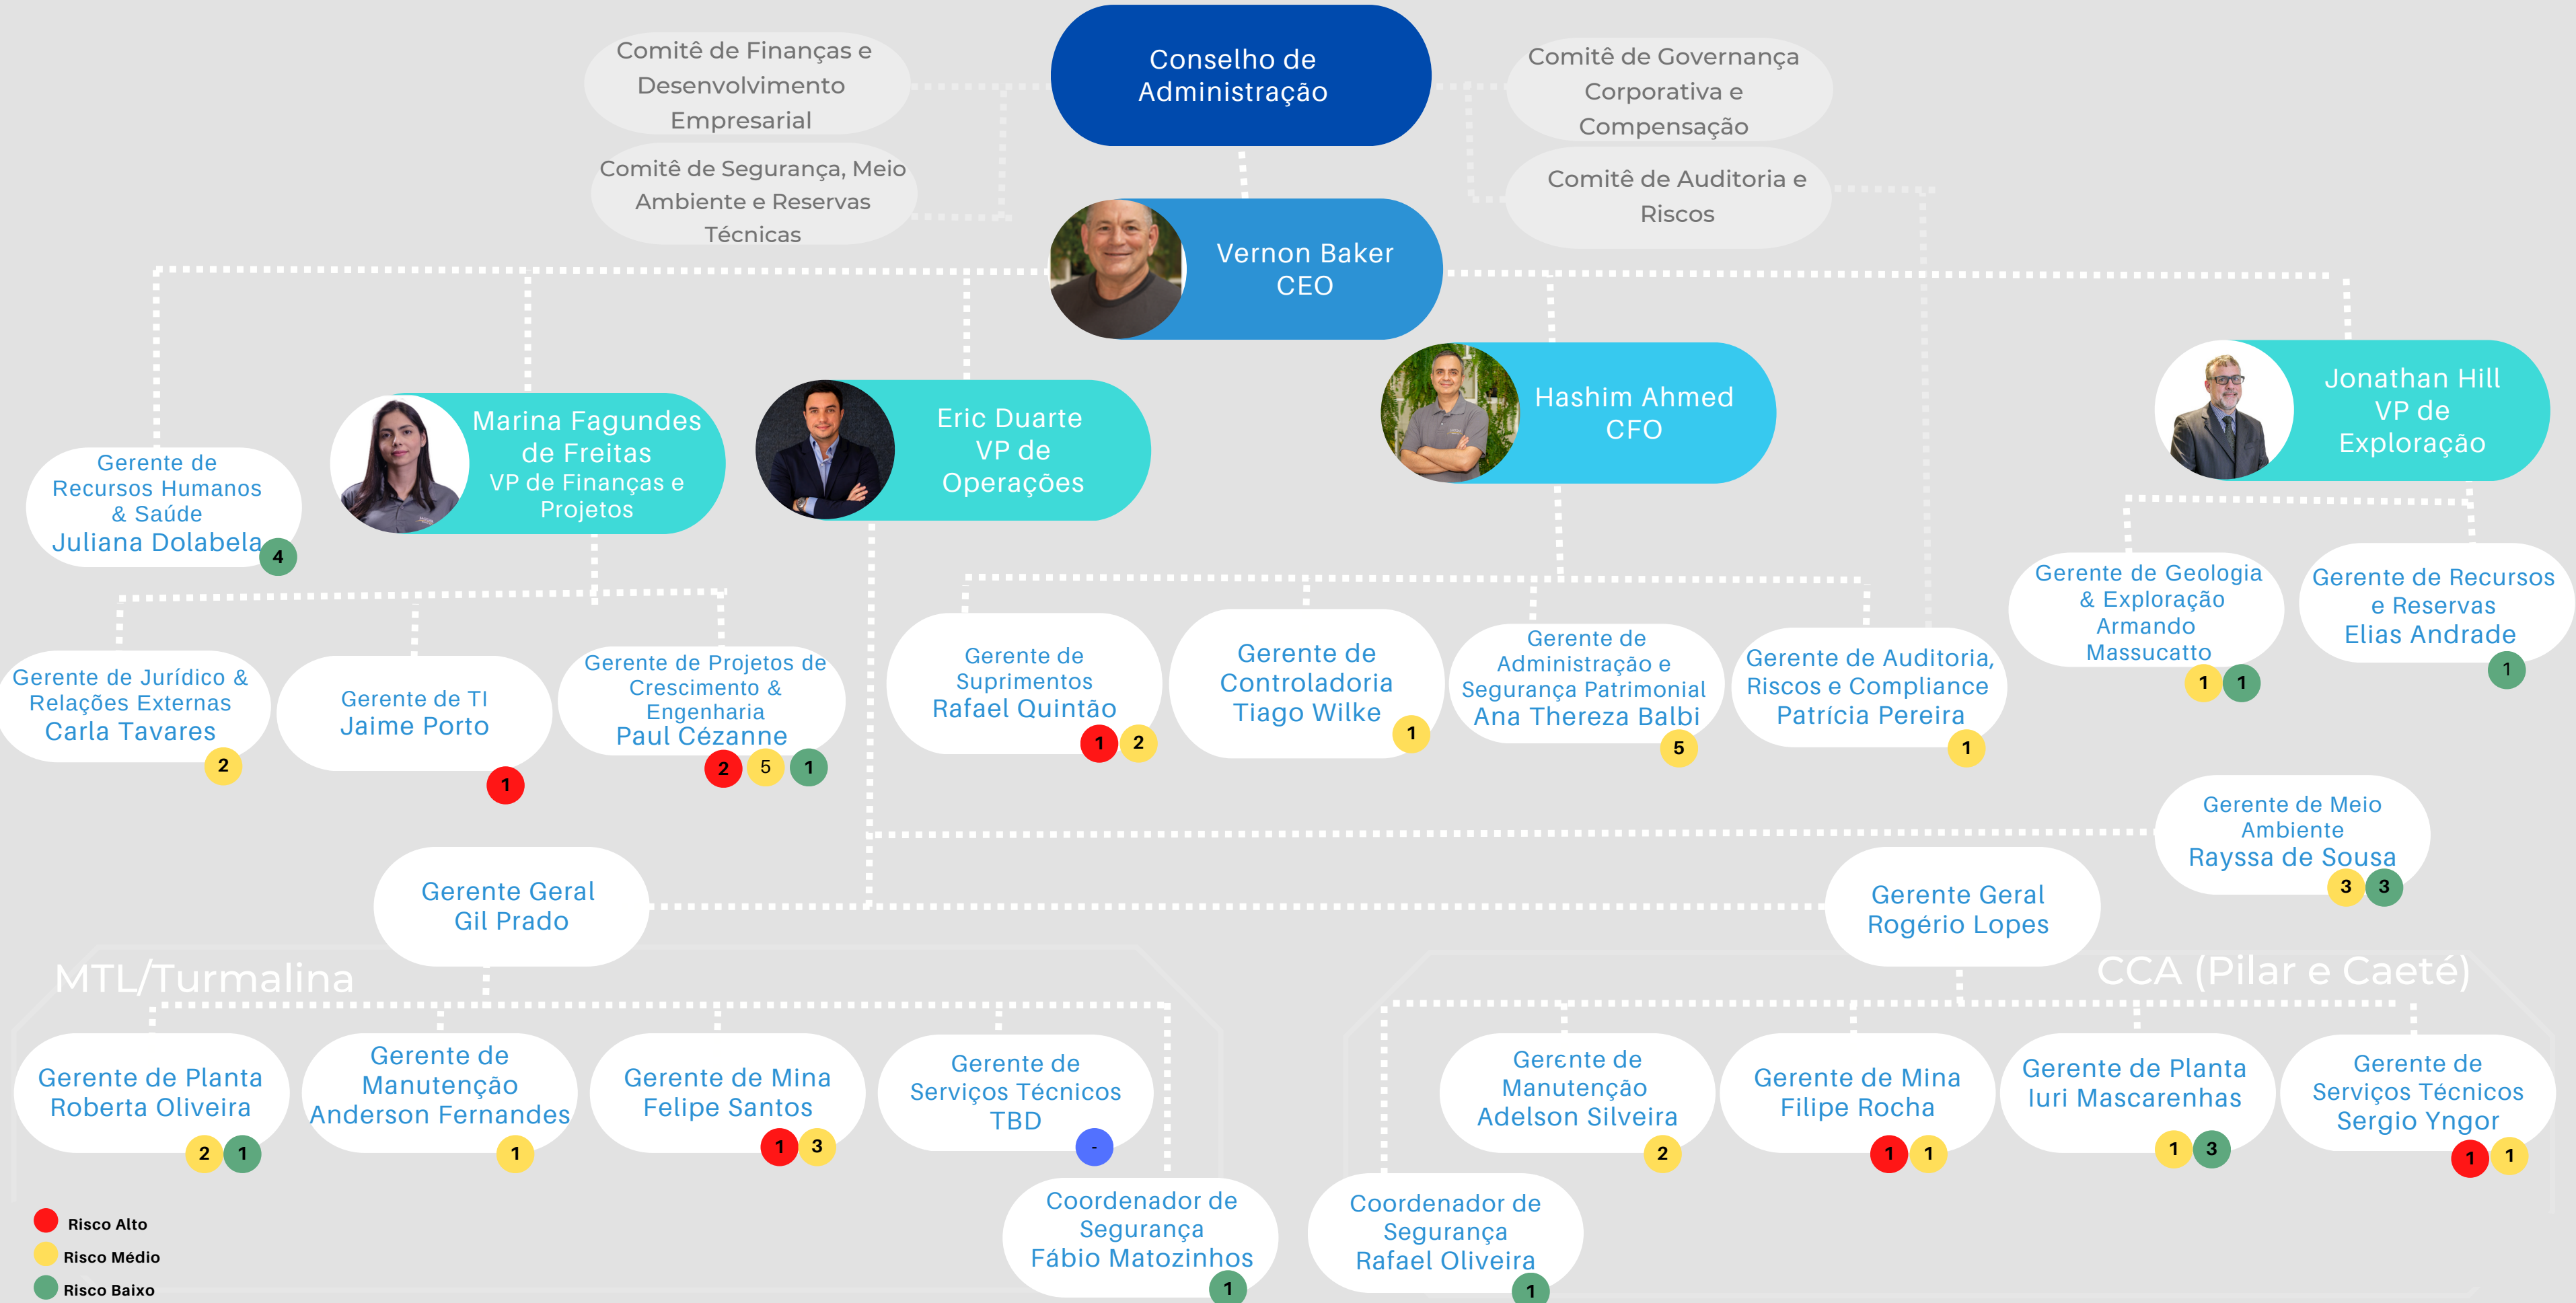 Comitê de Finanças e
Desenvolvimento
Empresarial
Comitê de Segurança, Meio
Ambiente e Reservas
Técnicas
Conselho de
Administração
Comitê de Governança
Corporativa e
Compensação
Comitê de Auditoria e
Riscos
Vernon Baker
CEO
Gerente de
Recursos Humanos
& Saúde
Juliana Dolabela
4
Marina Fagundes
de Freitas
VP de Finanças e
Projetos
Eric Duarte
VP de
Operações
Hashim Ahmed
CFO
Jonathan Hill
VP de
Exploração
Gerente de Jurídico &
Relações Externas
Carla Tavares
2
Gerente de TI
Jaime Porto
1
Gerente de Projetos de
Crescimento &
Engenharia
Paul Cézanne
2 5 1
Gerente de
Suprimentos
Rafael Quintão
1 2
Gerente de
Controladoria
Tiago Wilke
1
Gerente de
Administração e
Segurança Patrimonial
Ana Thereza Balbi
5
Gerente de Auditoria,
Riscos e Compliance
Patrícia Pereira
1
Gerente de Geologia
& Exploração
Armando
Massucatto
1 1
Gerente de Recursos
e Reservas
Elias Andrade
1
Gerente de Meio
Ambiente
Rayssa de Sousa
3 3
Gerente Geral
Gil Prado
Gerente Geral
Rogério Lopes
MTL/Turmalina
CCA (Pilar e Caeté)
Gerente de Planta
Roberta Oliveira
2 1
Gerente de
Manutenção
Anderson Fernandes
1
Gerente de Mina
Felipe Santos
1 3
Gerente de
Serviços Técnicos
TBD
-
Coordenador de
Segurança
Fábio Matozinhos
1
Coordenador de
Segurança
Rafael Oliveira
1
Gerente de
Manutenção
Adelson Silveira
2
Gerente de Mina
Filipe Rocha
1 1
Gerente de Planta
Iuri Mascarenhas
1 3
Gerente de
Serviços Técnicos
Sergio Yngor
1 1
Risco Alto
Risco Médio
Risco Baixo